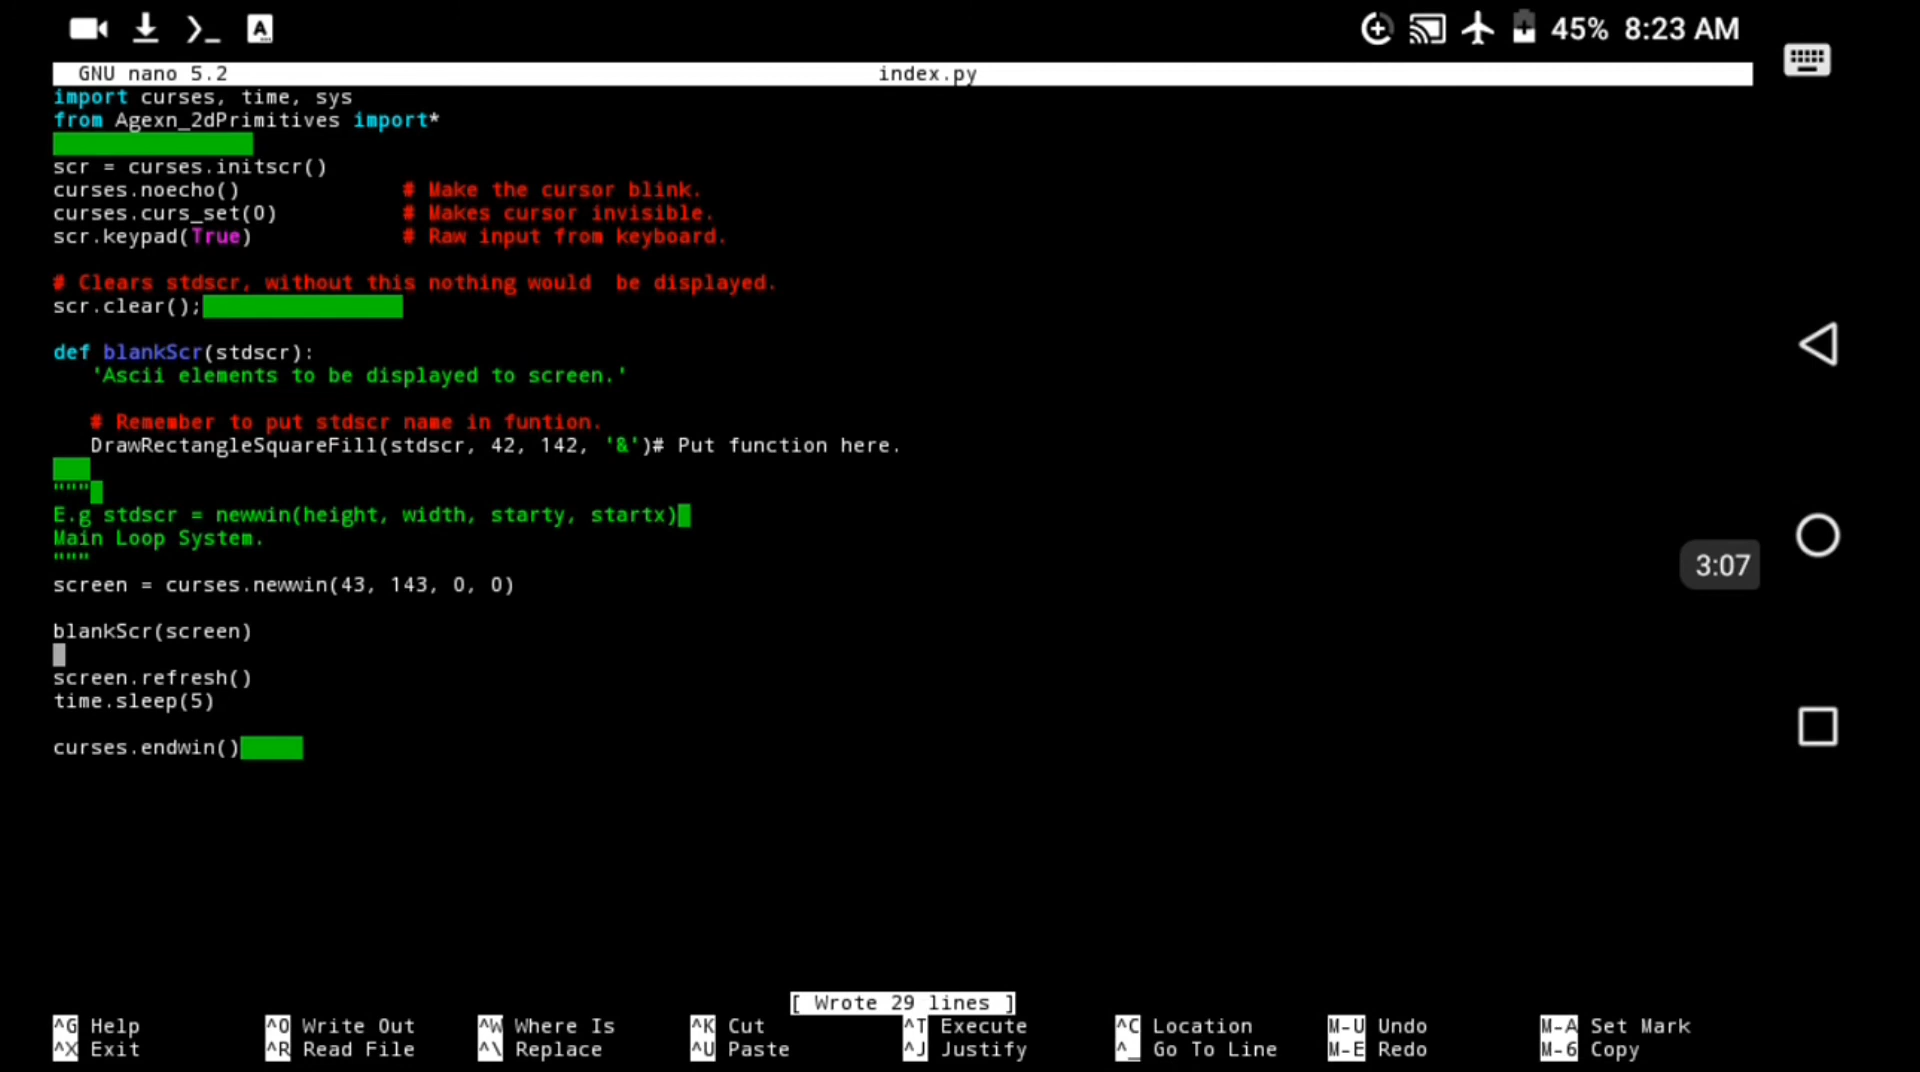 45% 8:23 AM
GNU nano 5.2 index.py
import curses, time, sys
from Agexn_2dPrimitives import*
scr = curses.initscr()
curses.noecho() # Make the cursor blink.
curses.curs_set(0) # Makes cursor invisible.
scr.keypad(True) # Raw input from keyboard.
# Clears stdscr, without this nothing would  be displayed.
scr.clear();
def blankScr(stdscr):
'Ascii elements to be displayed to screen.'
# Remember to put stdscr name in funtion.
DrawRectangleSquareFill(stdscr, 42, 142, '&')# Put function here.
"""
E.g stdscr = newwin(height, width, starty, startx)
Main Loop System.
"""
screen = curses.newwin(43, 143, 0, 0)
3:07
blankScr(screen)
screen.refresh()
time.sleep(5)
curses.endwin()
[ Wrote 29 lines ]
^G Help ^O Write Out ^W Where Is ^K Cut ^T Execute ^C Location M-U Undo M-A Set Mark
^X Exit ^R Read File ^\ Replace ^U Paste ^J Justify ^_ Go To Line M-E Redo M-6 Copy